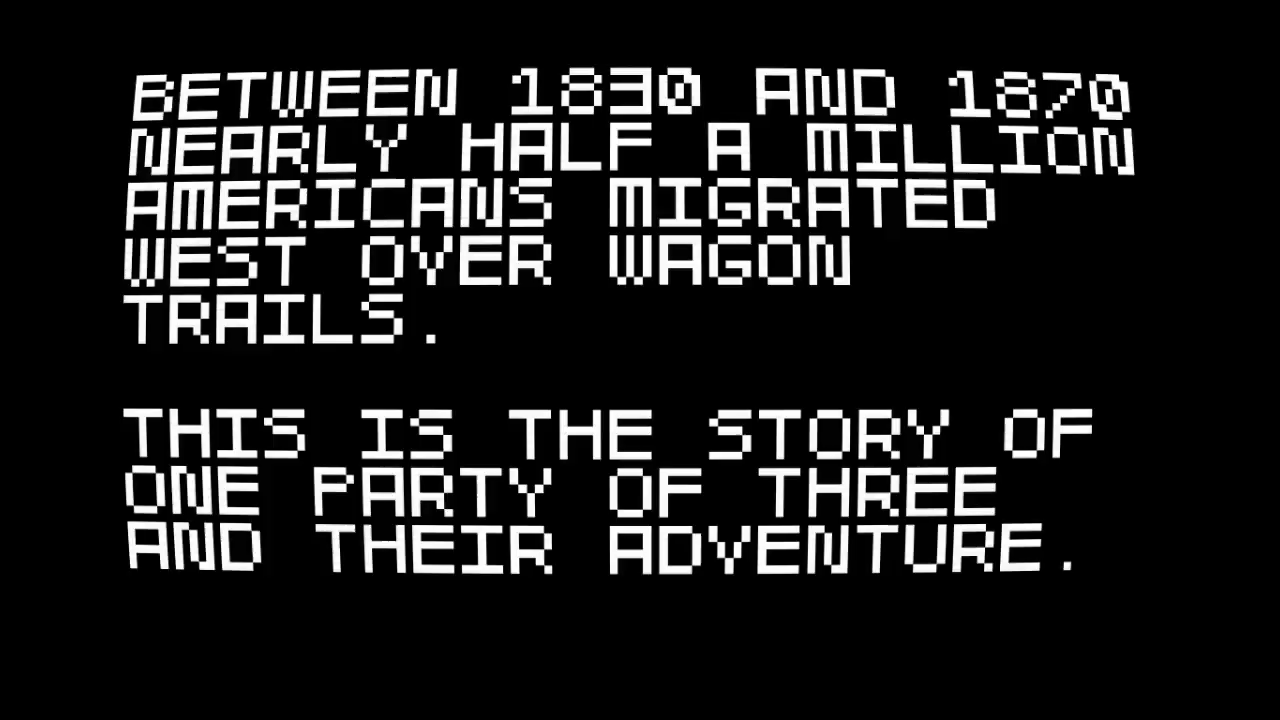 BETWEEN 1830 AND 1870
NEARLY HALF A MILLION
AMERICANS MIGRATED
WEST OVER WAGON
TRAILS.
THIS IS THE STORY OF
ONE PARTY OF THREE
AND THEIR ADVENTURE.